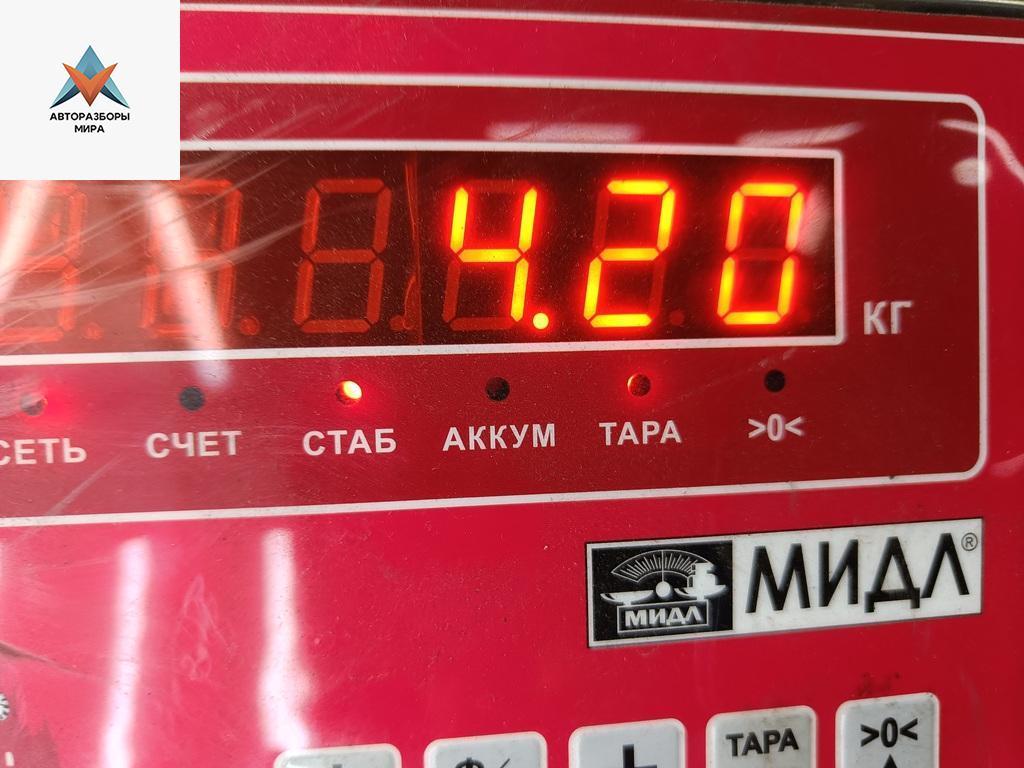 АВТОРАЗБОРЫ
МИРА
4.20
КГ
СЕТЬ СЧЕТ СТАБ АККУМ ТАРА >0<
МИДЛ МИДЛ®
ТАРА >0<